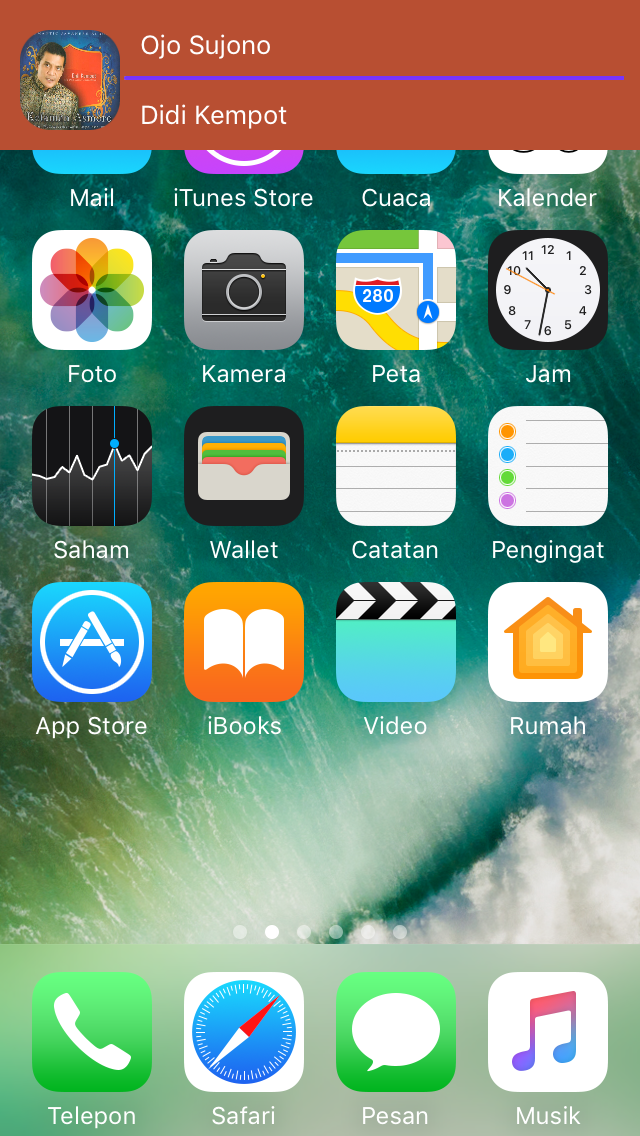 Ojo Sujono
Didi Kempot
Mail
iTunes Store
Cuaca
Kalender
280
12
1
2
3
4
5
6
7
8
9
10
11
Foto
Kamera
Peta
Jam
Saham
Wallet
Catatan
Pengingat
App Store
iBooks
Video
Rumah
Telepon
Safari
Pesan
Musik